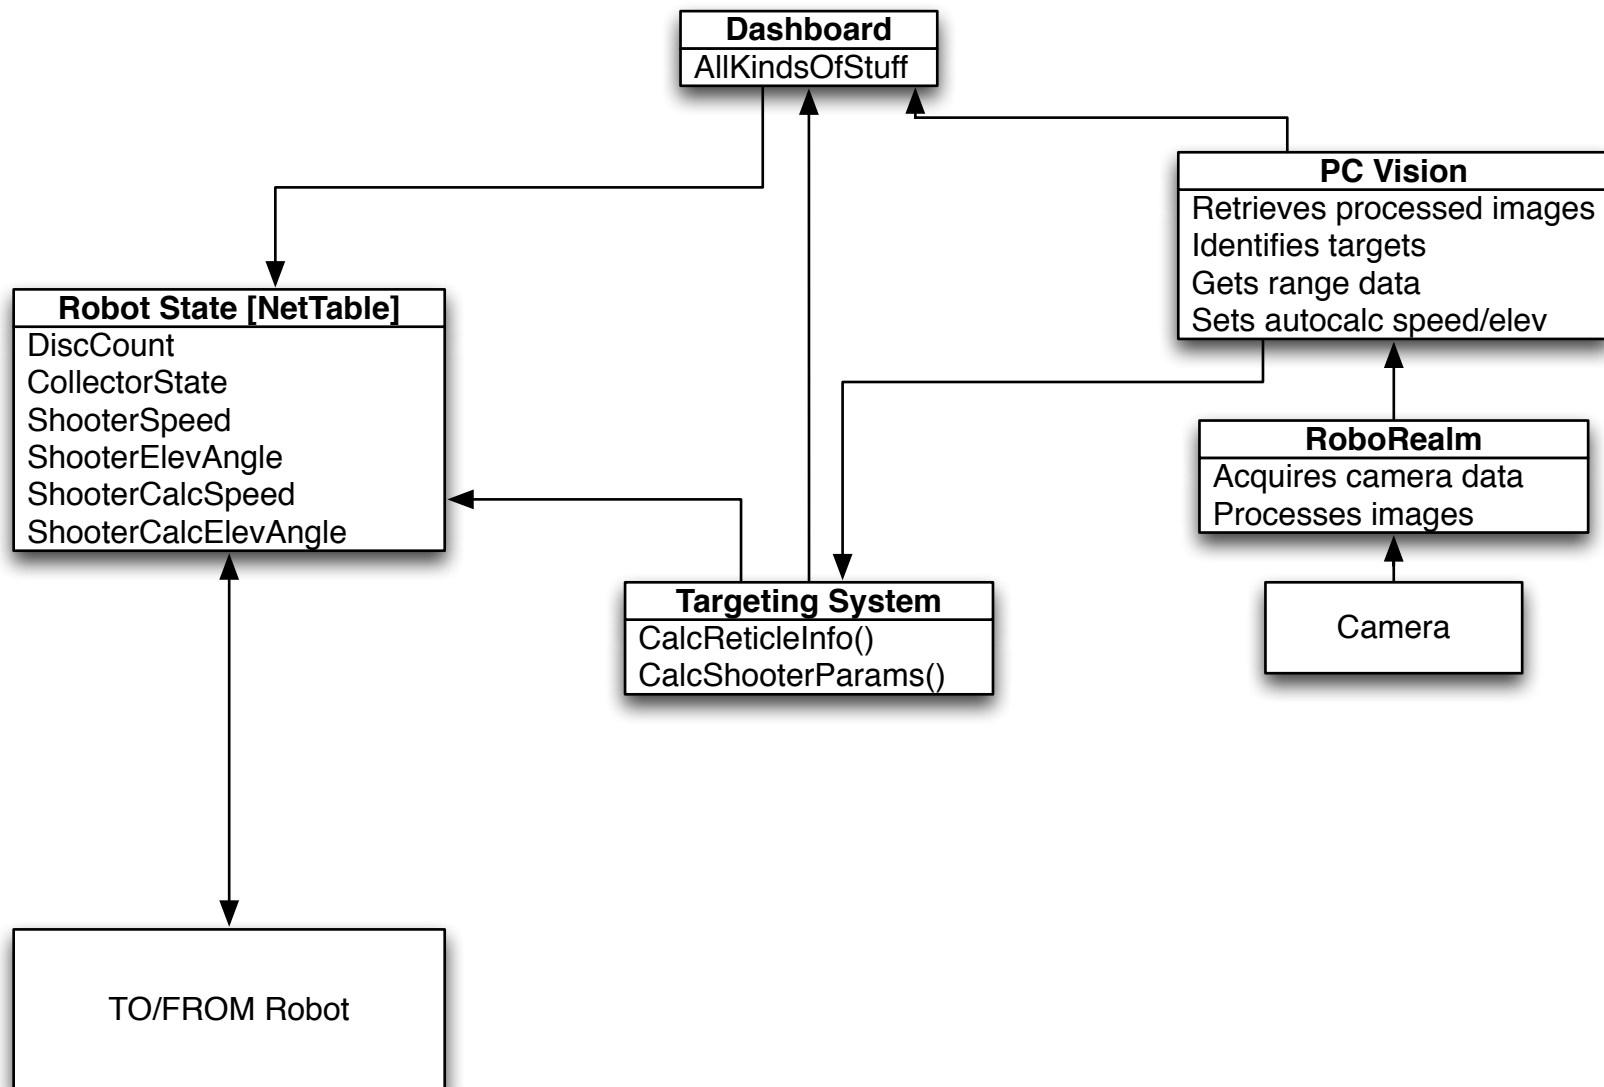 Dashboard
AllKindsOfStuff
PC Vision
Retrieves processed images
Identifies targets
Gets range data
Sets autocalc speed/elev
Robot State [NetTable]
DiscCount
CollectorState
ShooterSpeed
ShooterElevAngle
ShooterCalcSpeed
ShooterCalcElevAngle
RoboRealm
Acquires camera data
Processes images
Targeting System
CalcReticleInfo()
CalcShooterParams()
Camera
TO/FROM Robot